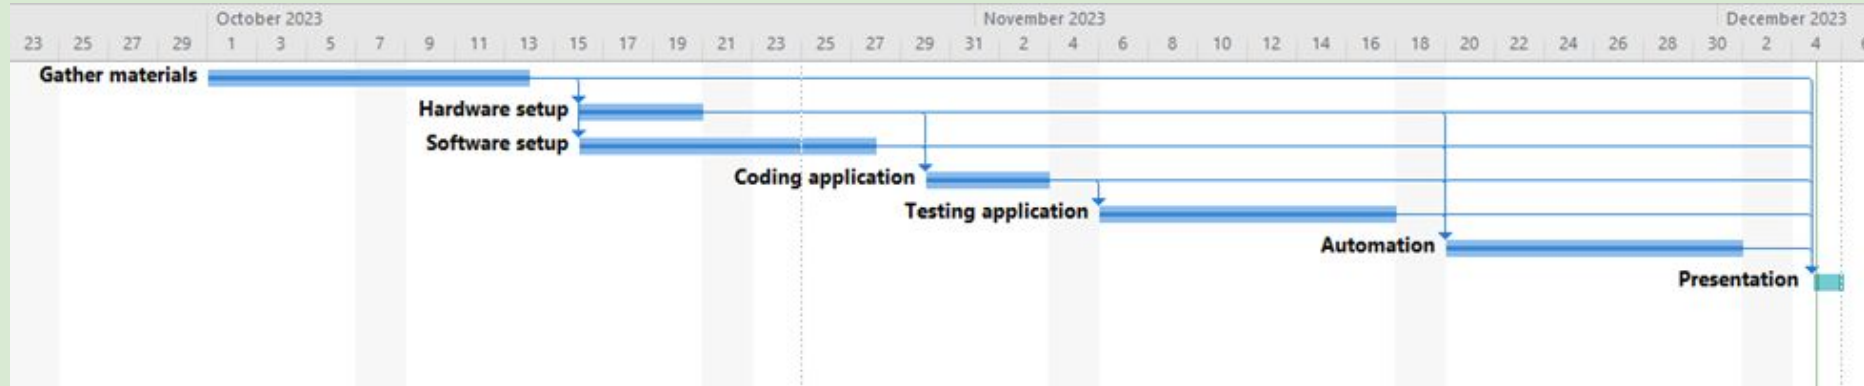 October 2023 November 2023 December 2023
23 25 27 29 1 3 5 7 9 11 13 15 17 19 21 23 25 27 29 31 2 4 6 8 10 12 14 16 18 20 22 24 26 28 30 2 4
Gather materials
Hardware setup
Software setup
Coding application
Testing application
Automation
Presentation